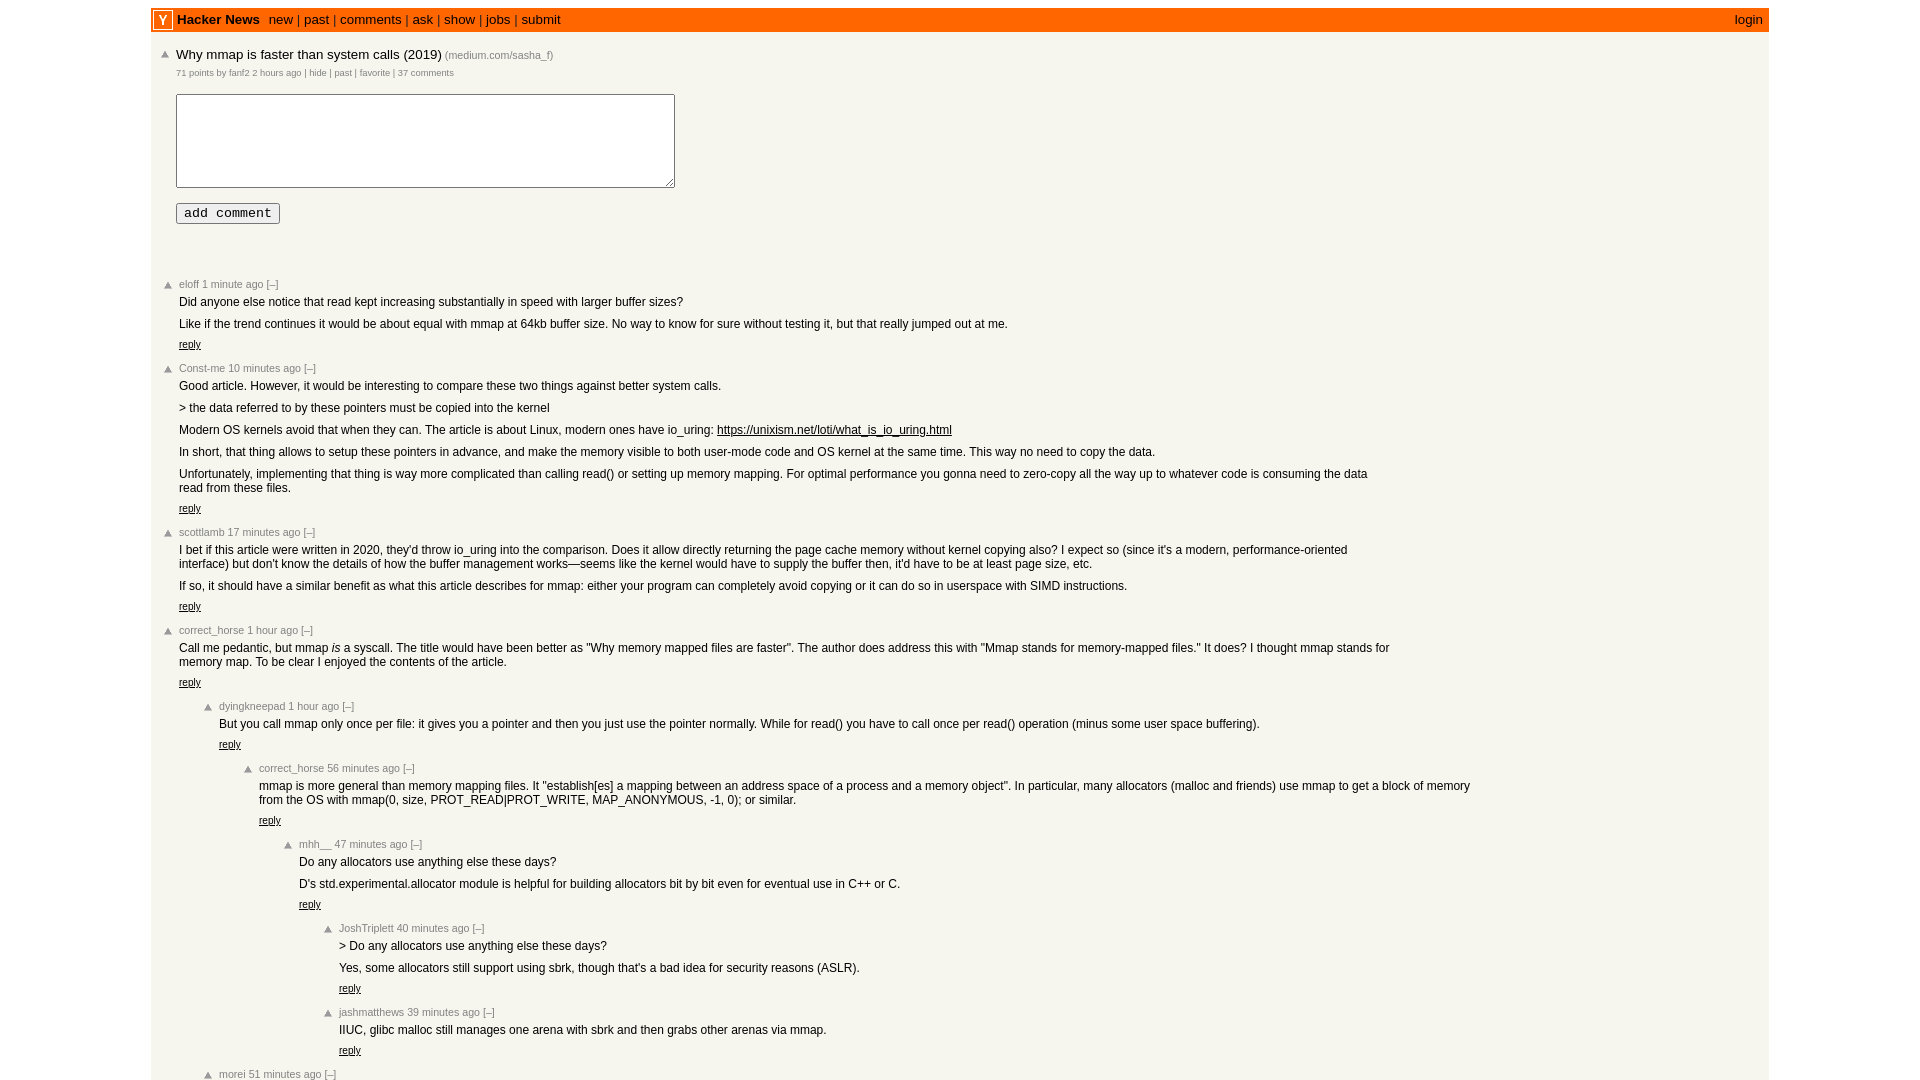 Y Hacker News new | past | comments | ask | show | jobs | submit login
Why mmap is faster than system calls (2019) (medium.com/sasha_f)
71 points by fanf2 2 hours ago | hide | past | favorite | 37 comments
add comment
eloff 1 minute ago [–]
Did anyone else notice that read kept increasing substantially in speed with larger buffer sizes?
Like if the trend continues it would be about equal with mmap at 64kb buffer size. No way to know for sure without testing it, but that really jumped out at me.
reply
Const-me 10 minutes ago [–]
Good article. However, it would be interesting to compare these two things against better system calls.
> the data referred to by these pointers must be copied into the kernel
Modern OS kernels avoid that when they can. The article is about Linux, modern ones have io_uring: https://unixism.net/loti/what_is_io_uring.html
In short, that thing allows to setup these pointers in advance, and make the memory visible to both user-mode code and OS kernel at the same time. This way no need to copy the data.
Unfortunately, implementing that thing is way more complicated than calling read() or setting up memory mapping. For optimal performance you gonna need to zero-copy all the way up to whatever code is consuming the data
read from these files.
reply
scottlamb 17 minutes ago [–]
I bet if this article were written in 2020, they'd throw io_uring into the comparison. Does it allow directly returning the page cache memory without kernel copying also? I expect so (since it's a modern, performance-oriented
interface) but don't know the details of how the buffer management works—seems like the kernel would have to supply the buffer then, it'd have to be at least page size, etc.
If so, it should have a similar benefit as what this article describes for mmap: either your program can completely avoid copying or it can do so in userspace with SIMD instructions.
reply
correct_horse 1 hour ago [–]
Call me pedantic, but mmap is a syscall. The title would have been better as "Why memory mapped files are faster". The author does address this with "Mmap stands for memory-mapped files." It does? I thought mmap stands for
memory map. To be clear I enjoyed the contents of the article.
reply
dyingkneepad 1 hour ago [–]
But you call mmap only once per file: it gives you a pointer and then you just use the pointer normally. While for read() you have to call once per read() operation (minus some user space buffering).
reply
correct_horse 56 minutes ago [–]
mmap is more general than memory mapping files. It "establish[es] a mapping between an address space of a process and a memory object". In particular, many allocators (malloc and friends) use mmap to get a block of memory
from the OS with mmap(0, size, PROT_READ|PROT_WRITE, MAP_ANONYMOUS, -1, 0); or similar.
reply
mhh__ 47 minutes ago [–]
Do any allocators use anything else these days?
D's std.experimental.allocator module is helpful for building allocators bit by bit even for eventual use in C++ or C.
reply
JoshTriplett 40 minutes ago [–]
> Do any allocators use anything else these days?
Yes, some allocators still support using sbrk, though that's a bad idea for security reasons (ASLR).
reply
jashmatthews 39 minutes ago [–]
IIUC, glibc malloc still manages one arena with sbrk and then grabs other arenas via mmap.
reply
morei 51 minutes ago [–]